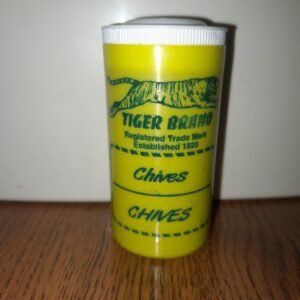 TIGER BRAND
Registered Trade Mark
Established 1920
Chives
CHIVES